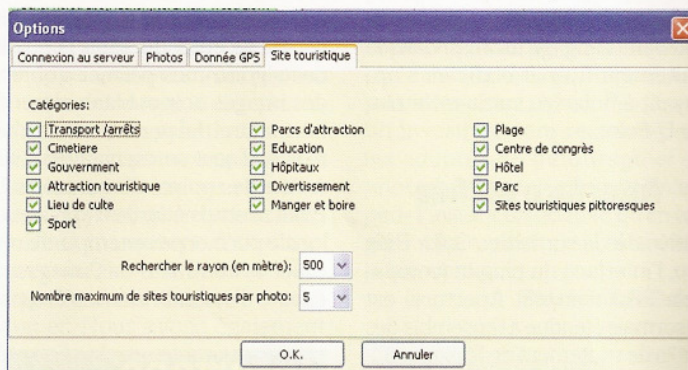 Options
Connexion au serveur Photos Donnée GPS Site touristique
Catégories:
Transport /arrêts Parcs d'attraction Plage
Cimetiere Education Centre de congrès
Gouvernment Hôpitaux Hôtel
Attraction touristique Divertissement Parc
Lieu de culte Manger et boire Sites touristiques pittoresques
Sport
Rechercher le rayon (en mètre): 500
Nombre maximum de sites touristiques par photo: 5
O.K. Annuler